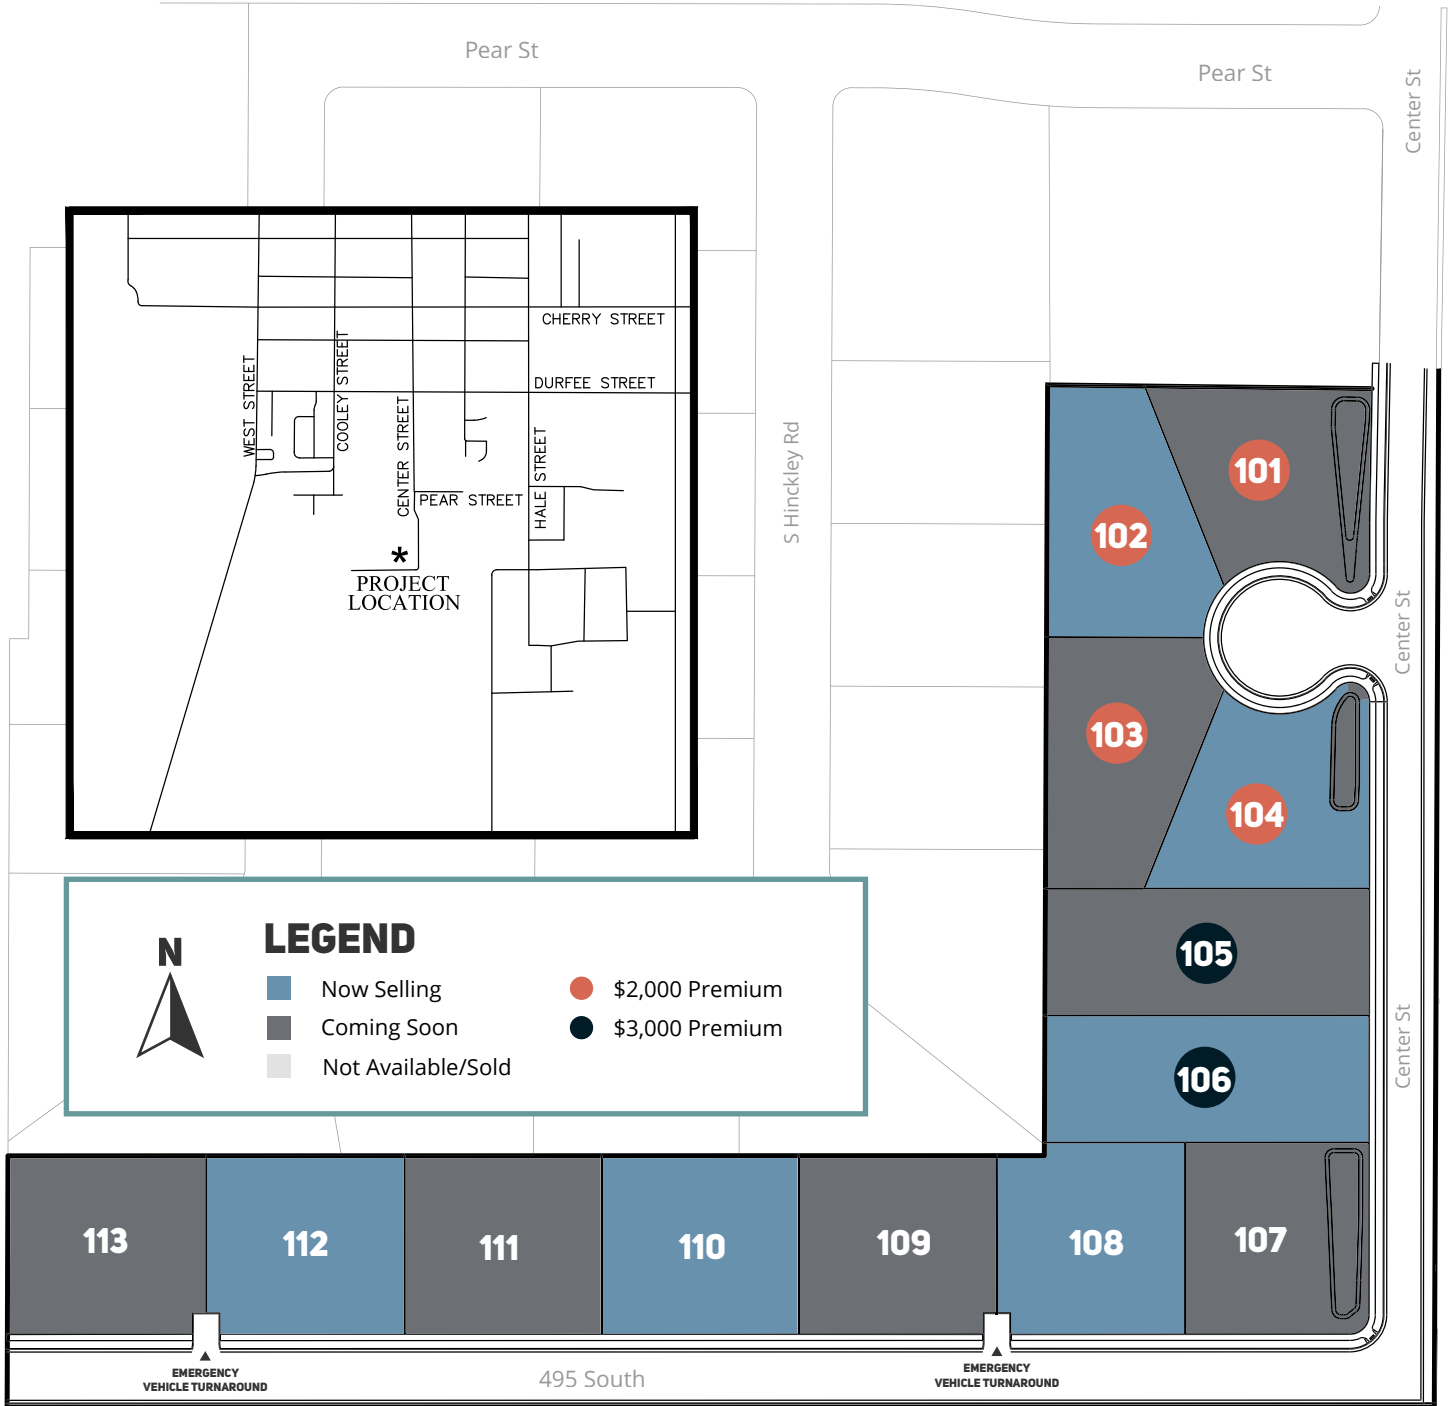 Pear St
Pear St
Center St
CHERRY STREET
DURFEE STREET
WEST STREET
COOLEY STREET
CENTER STREET
HALE STREET
PEAR STREET
*
PROJECT
LOCATION
S Hinckley Rd
101
102
Center St
103
104
105
106
Center St
N
LEGEND
Now Selling
Coming Soon
Not Available/Sold
$2,000 Premium
$3,000 Premium
113
112
111
110
109
108
107
EMERGENCY
VEHICLE TURNAROUND
495 South
EMERGENCY
VEHICLE TURNAROUND